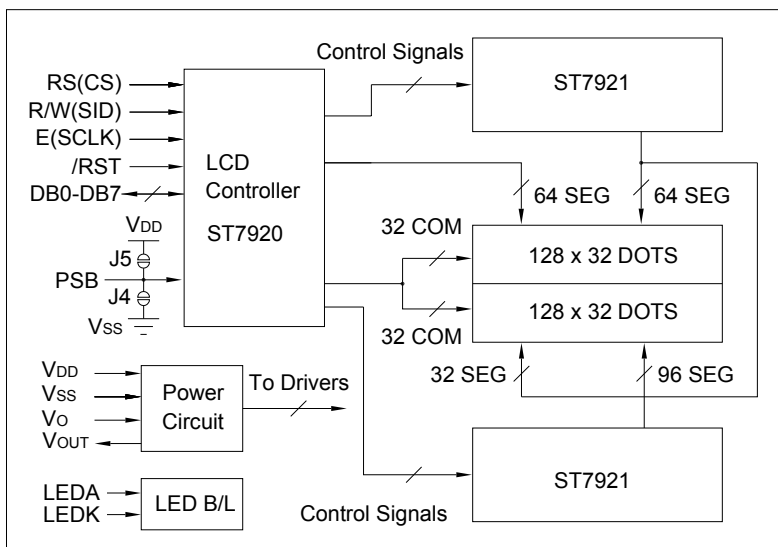 RS(CS)
R/W(SID)
E(SCLK)
/RST
DB0-DB7
VDD
J5
PSB
J4
VSS
LCD
Controller
ST7920
Control Signals
ST7921
64 SEG
64 SEG
32 COM
128 x 32 DOTS
128 x 32 DOTS
32 COM
32 SEG
96 SEG
VDD
VSS
VO
VOUT
Power
Circuit
To Drivers
LEDA
LEDK
LED B/L
Control Signals
ST7921